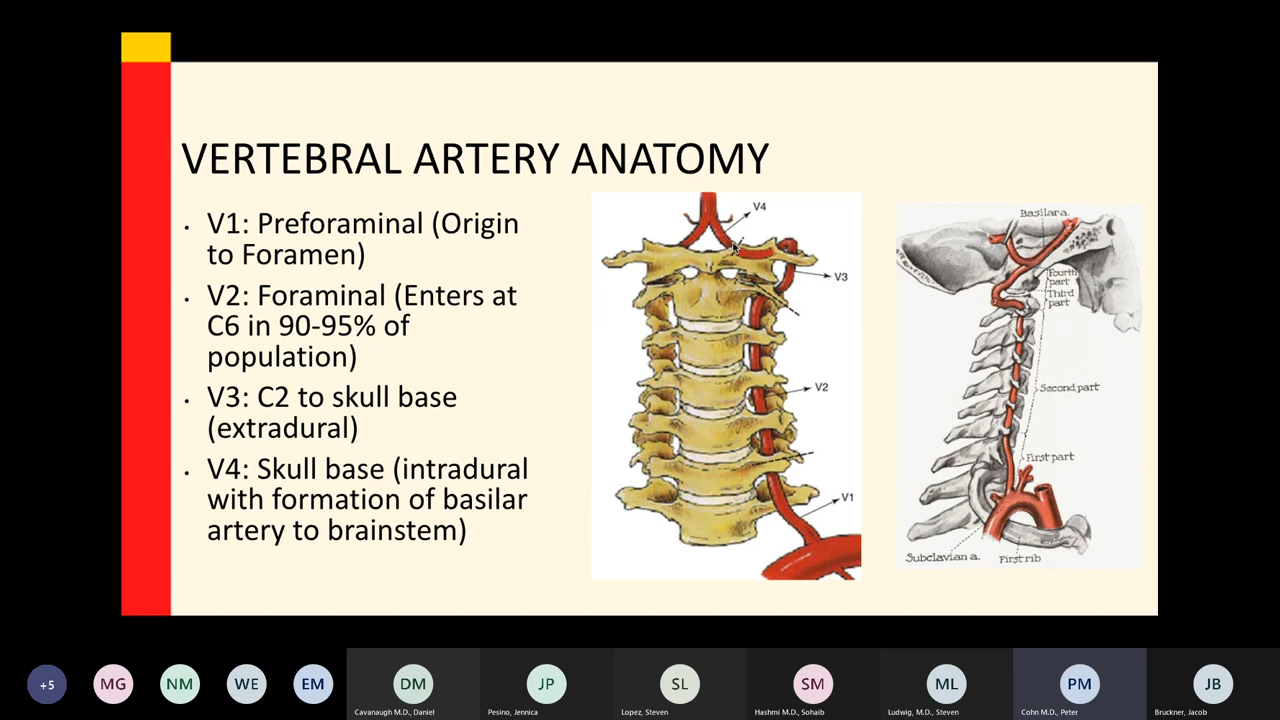 VERTEBRAL ARTERY ANATOMY
• V1: Preforaminal (Origin
to Foramen)
• V2: Foraminal (Enters at
C6 in 90-95% of
population)
• V3: C2 to skull base
(extradural)
• V4: Skull base (intradural
with formation of basilar
artery to brainstem)
V4
V3
V2
V1
Basilar a.
Fourth
part
Third
part
Second part
First part
Subclavian a.
First rib
+5
MG
NM
WE
EM
DM
JP
SL
SM
ML
PM
JB
Cavanaugh M.D., Daniel
Pesino, Jennica
Lopez, Steven
Hashmi M.D., Sohaib
Ludwig, M.D., Steven
Cohn M.D., Peter
Bruckner, Jacob